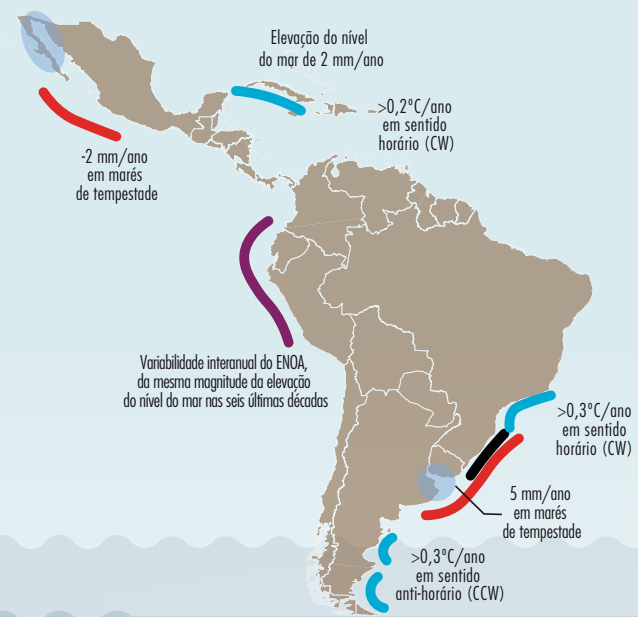 Elevação do nível
do mar de 2 mm/ano
>0,2ºC/ano
em sentido
horário (CW)
-2 mm/ano
em marés
de tempestade
Variabilidade interanual do ENOA,
da mesma magnitude da elevação
do nível do mar nas seis últimas décadas
>0,3ºC/ano
em sentido
horário (CW)
5 mm/ano
em marés
de tempestade
>0,3ºC/ano
em sentido
anti-horário (CCW)